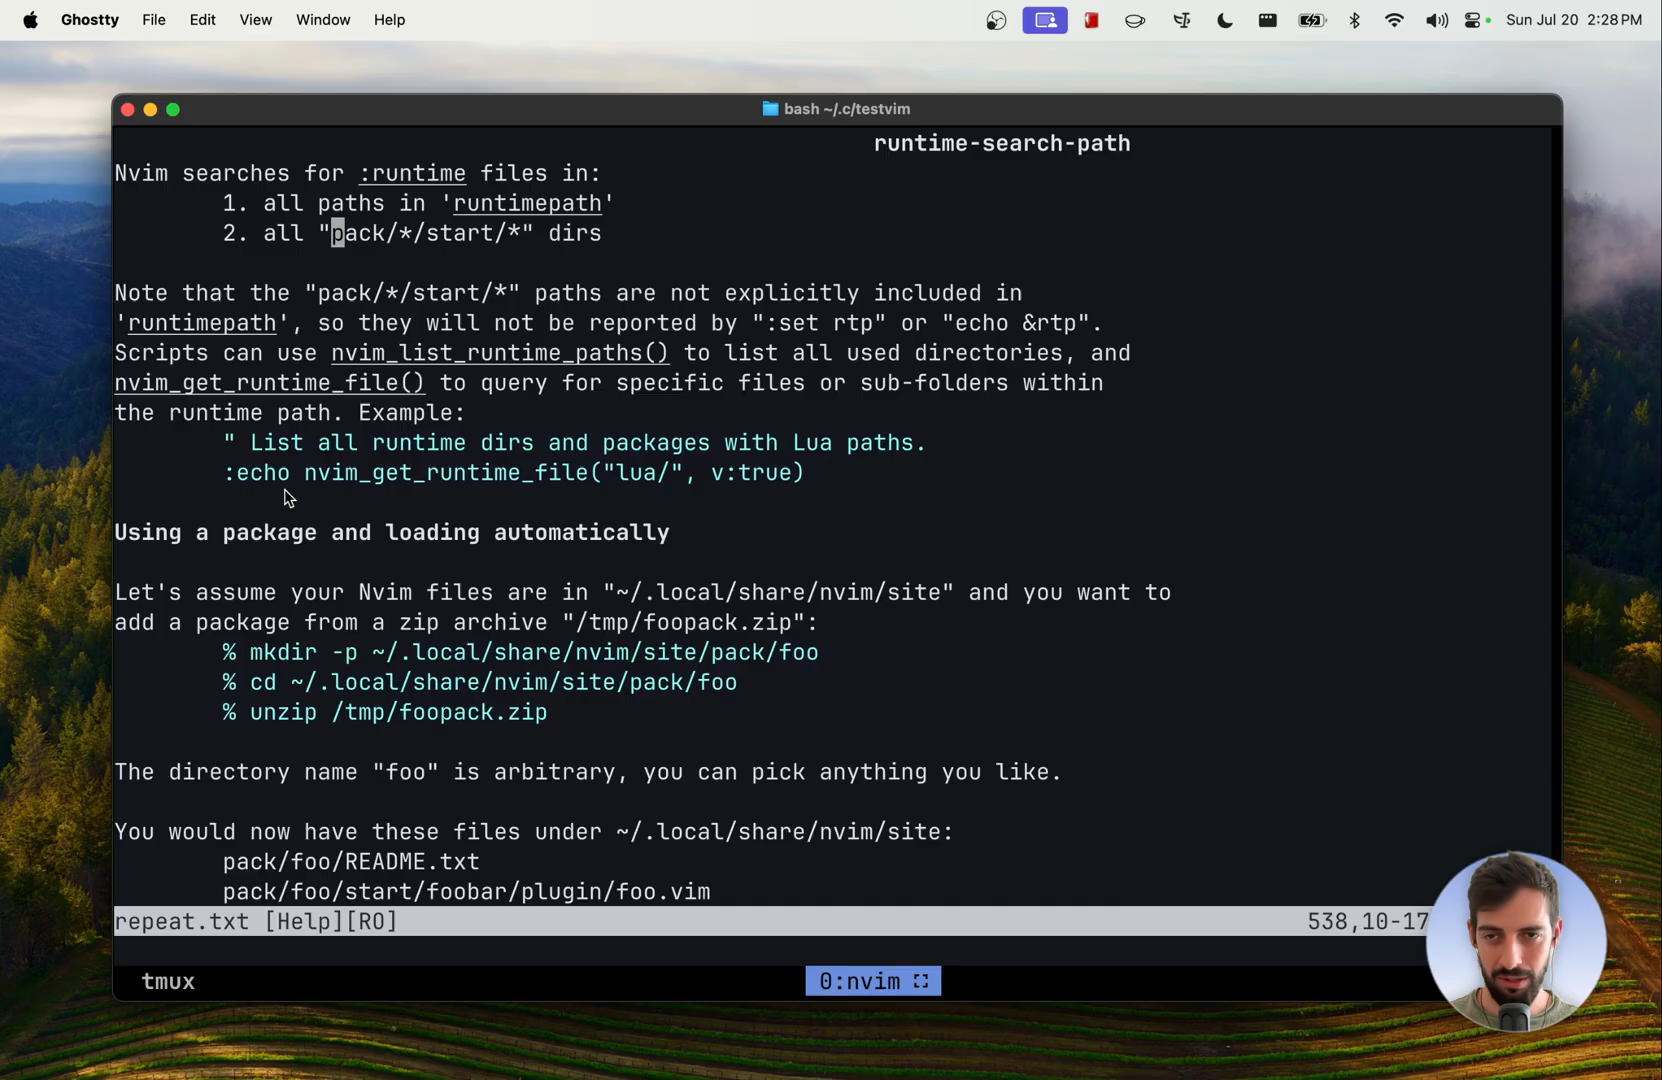 Ghostty File Edit View Window Help Sun Jul 20 2:28 PM
bash ~/.c/testvim
runtime-search-path
Nvim searches for :runtime files in:
1. all paths in 'runtimepath'
2. all "pack/*/start/*" dirs
Note that the "pack/*/start/*" paths are not explicitly included in
'runtimepath', so they will not be reported by ":set rtp" or "echo &rtp".
Scripts can use nvim_list_runtime_paths() to list all used directories, and
nvim_get_runtime_file() to query for specific files or sub-folders within
the runtime path. Example:
" List all runtime dirs and packages with Lua paths.
:echo nvim_get_runtime_file("lua/", v:true)
Using a package and loading automatically
Let's assume your Nvim files are in "~/.local/share/nvim/site" and you want to
add a package from a zip archive "/tmp/foopack.zip":
% mkdir -p ~/.local/share/nvim/site/pack/foo
% cd ~/.local/share/nvim/site/pack/foo
% unzip /tmp/foopack.zip
The directory name "foo" is arbitrary, you can pick anything you like.
You would now have these files under ~/.local/share/nvim/site:
pack/foo/README.txt
pack/foo/start/foobar/plugin/foo.vim
repeat.txt [Help][RO] 538,10-17
tmux 0:nvim